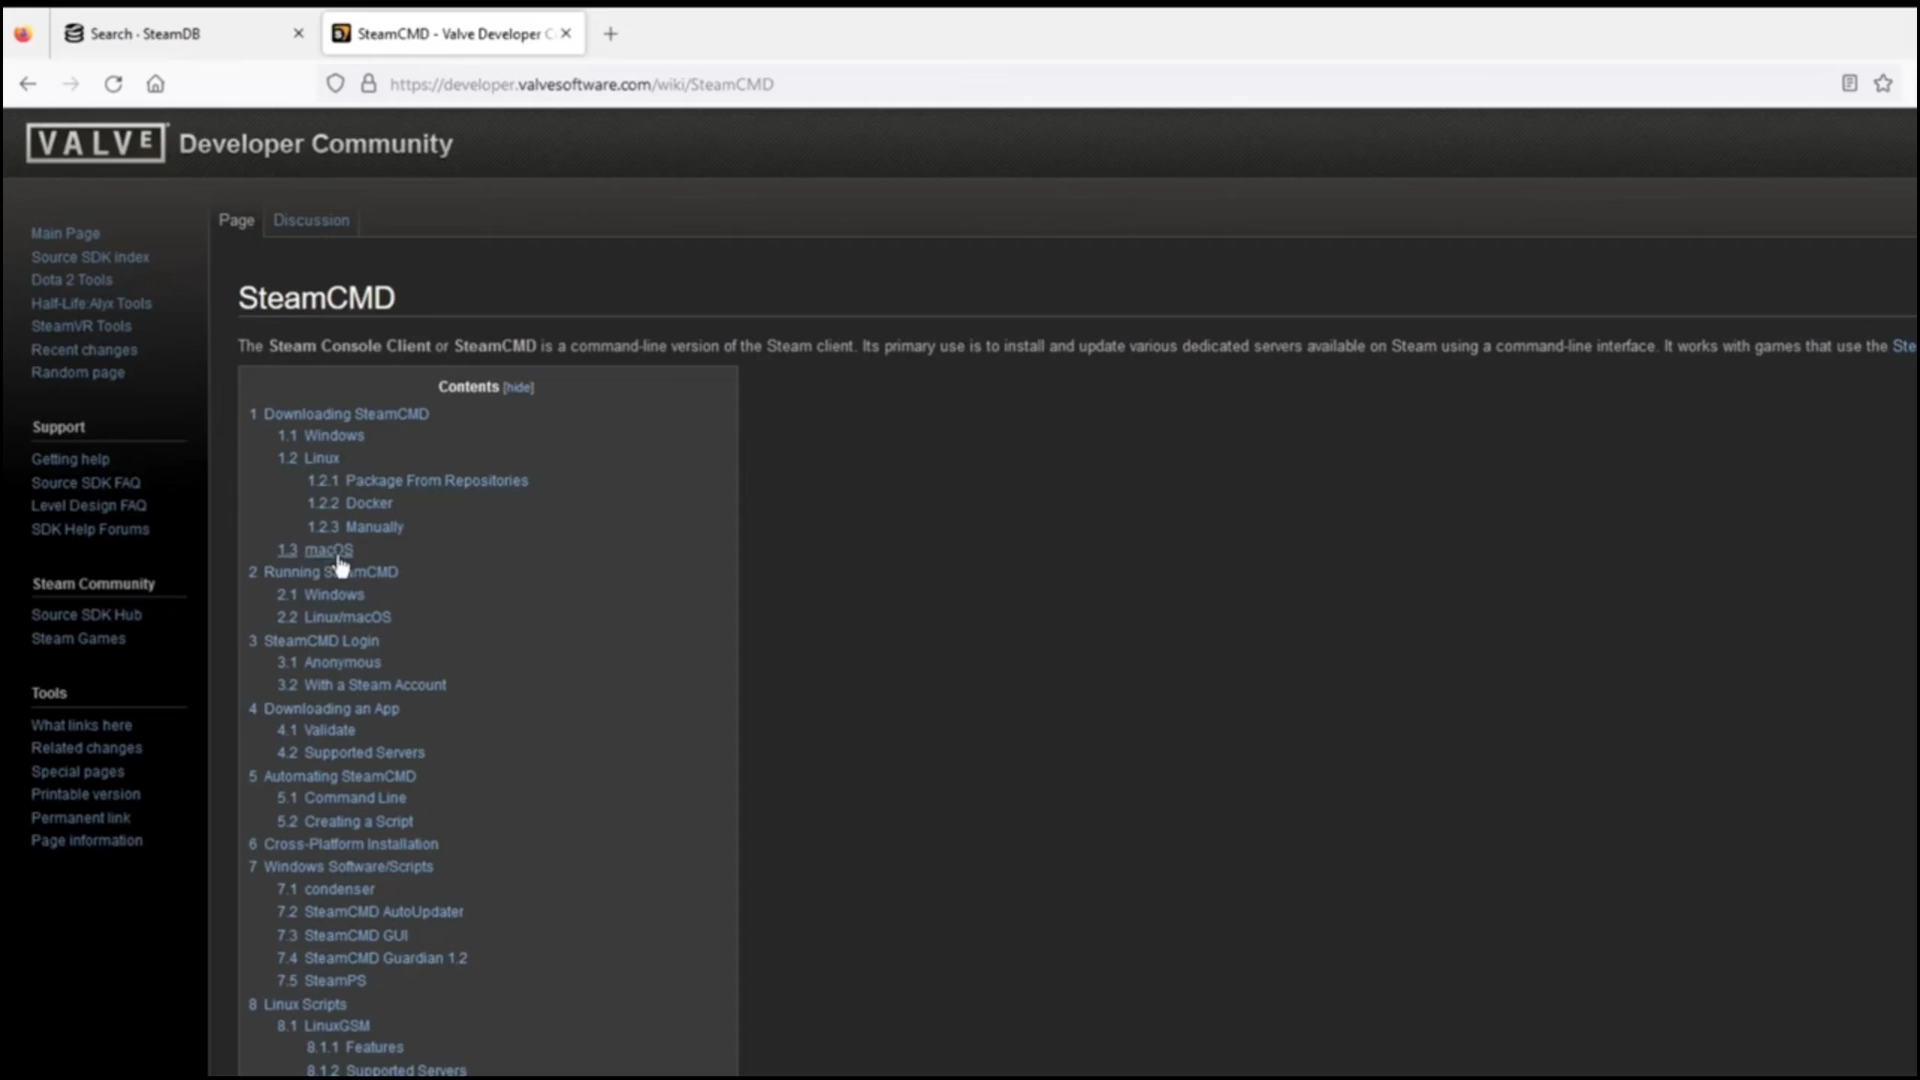 Search - SteamDB
SteamCMD - Valve Developer C
https://developer.valvesoftware.com/wiki/SteamCMD
VALVE Developer Community
Page Discussion
Main Page
Source SDK index
Dota 2 Tools
Half-Life:Alyx Tools
SteamVR Tools
Recent changes
Random page
Support
Getting help
Source SDK FAQ
Level Design FAQ
SDK Help Forums
Steam Community
Source SDK Hub
Steam Games
Tools
What links here
Related changes
Special pages
Printable version
Permanent link
Page information
SteamCMD
The Steam Console Client or SteamCMD is a command-line version of the Steam client. Its primary use is to install and update various dedicated servers available on Steam using a command-line interface. It works with games that use the Ste
Contents [hide]
1 Downloading SteamCMD
1.1 Windows
1.2 Linux
1.2.1 Package From Repositories
1.2.2 Docker
1.2.3 Manually
1.3 macOS
2 Running SteamCMD
2.1 Windows
2.2 Linux/macOS
3 SteamCMD Login
3.1 Anonymous
3.2 With a Steam Account
4 Downloading an App
4.1 Validate
4.2 Supported Servers
5 Automating SteamCMD
5.1 Command Line
5.2 Creating a Script
6 Cross-Platform Installation
7 Windows Software/Scripts
7.1 condenser
7.2 SteamCMD AutoUpdater
7.3 SteamCMD GUI
7.4 SteamCMD Guardian 1.2
7.5 SteamPS
8 Linux Scripts
8.1 LinuxGSM
8.1.1 Features
8.1.2 Supported Servers